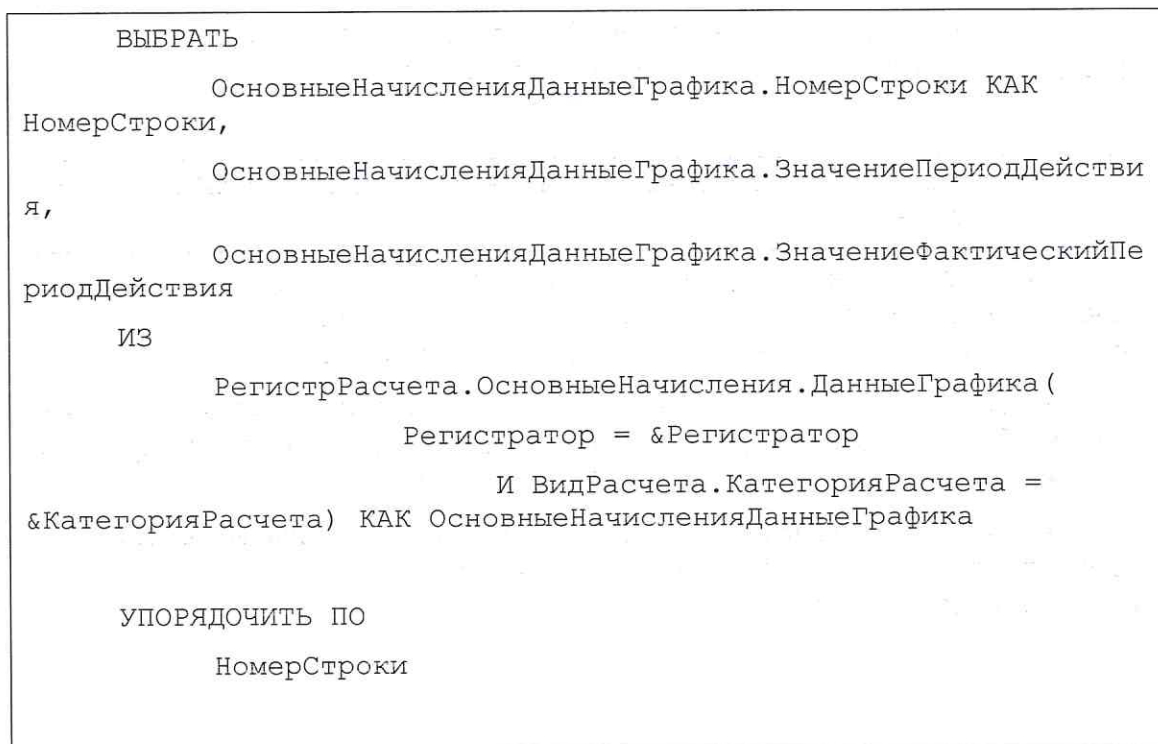 ВЫБРАТЬ
ОсновныеНачисленияДанныеГрафика.НомерСтроки КАК
НомерСтроки,
ОсновныеНачисленияДанныеГрафика.ЗначениеПериодДействи
я,
ОсновныеНачисленияДанныеГрафика.ЗначениеФактическийПе
риодДействия
ИЗ
РегистрРасчета.ОсновныеНачисления.ДанныеГрафика(
Регистратор = &Регистратор
И ВидРасчета.КатегорияРасчета =
&КатегорияРасчета) КАК ОсновныеНачисленияДанныеГрафика
УПОРЯДОЧИТЬ ПО
НомерСтроки